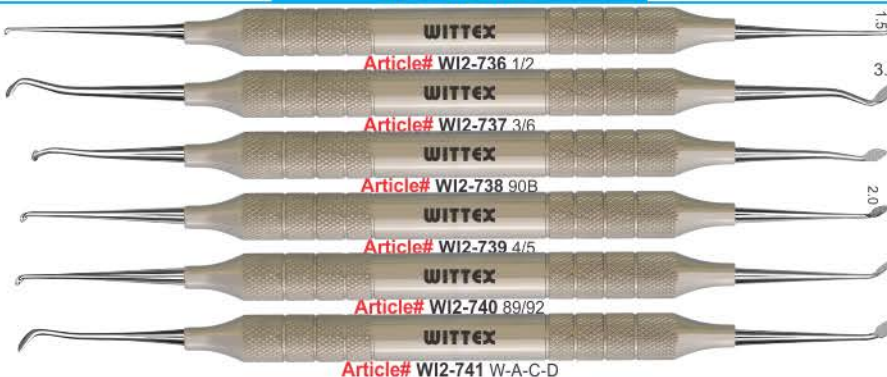 WITTEX
1.5
Article# WI2-736 1/2
WITTEX
3.
Article# WI2-737 3/6
WITTEX
Article# WI2-738 90B
WITTEX
2.0
Article# WI2-739 4/5
WITTEX
Article# WI2-740 89/92
WITTEX
Article# WI2-741 W-A-C-D